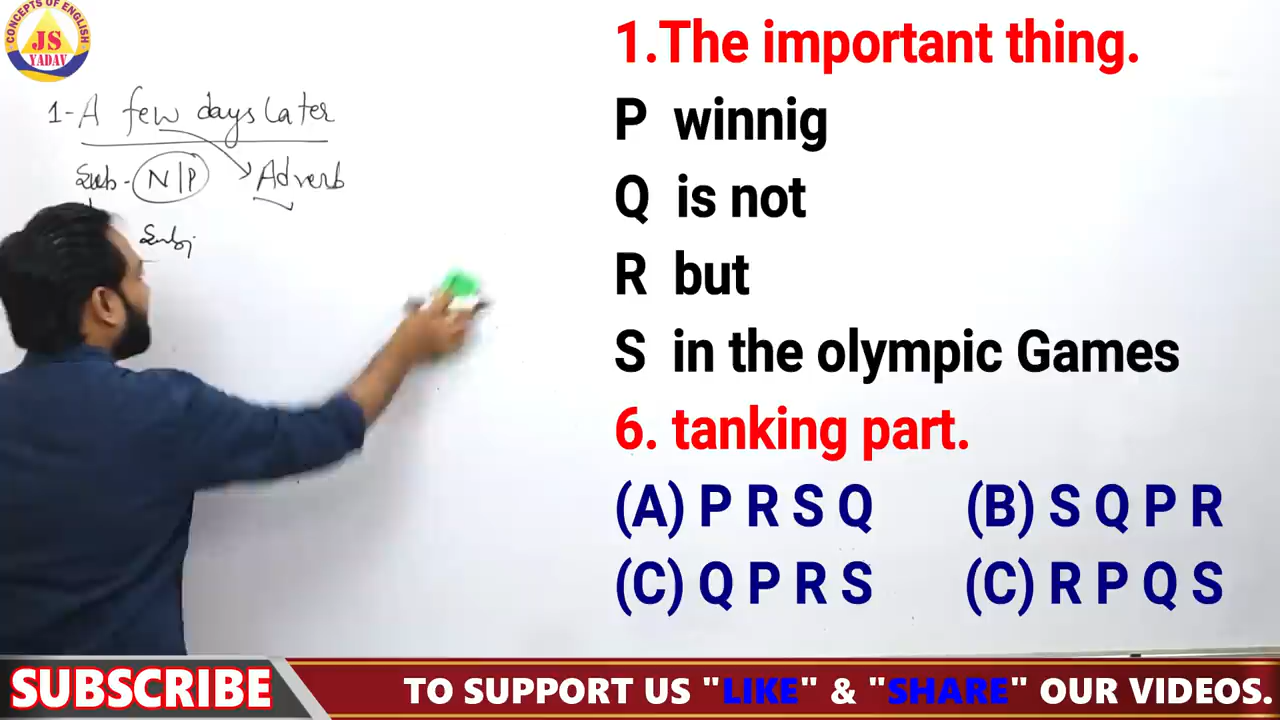 CONCEPTS OF ENGLISH
JS
YADAV
1-A few days later
Sub - N/P Adverb
Subj
1.The important thing.
P winnig
Q is not
R but
S in the olympic Games
6. tanking part.
(A) P R S Q (B) S Q P R
(C) Q P R S (C) R P Q S
SUBSCRIBE
TO SUPPORT US "LIKE" & "SHARE" OUR VIDEOS.